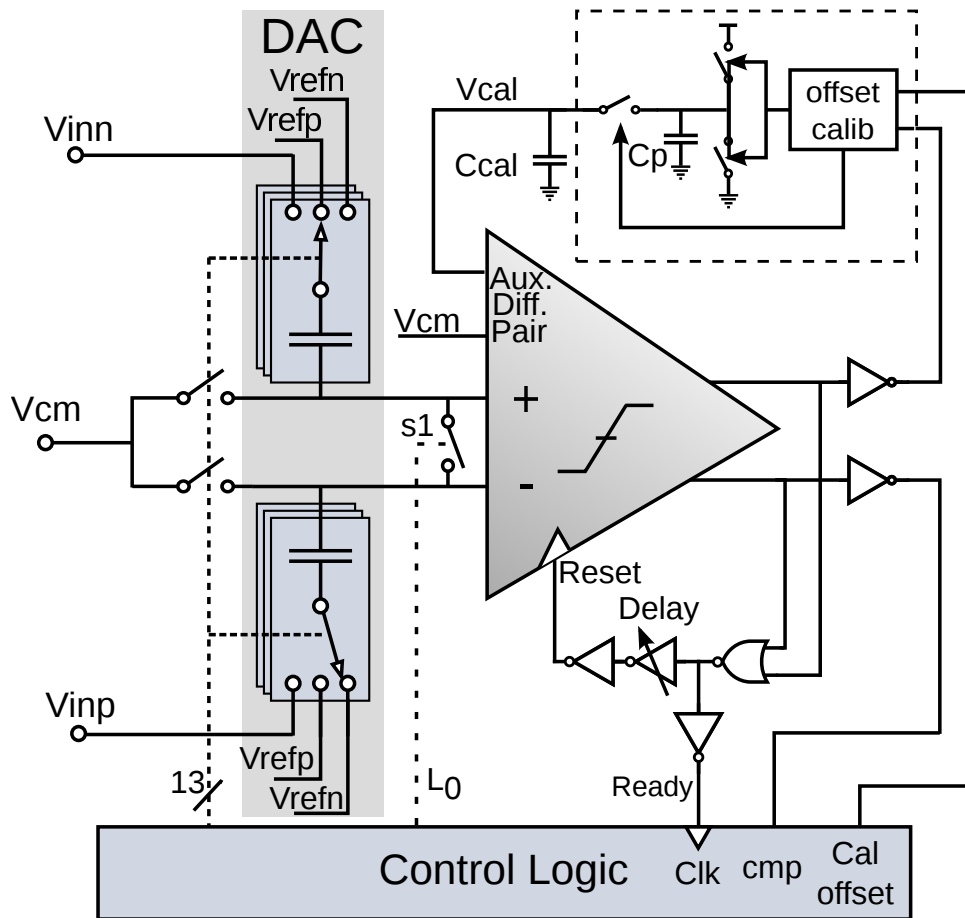 DAC
Vrefn
Vrefp
Vinn
Vcal
Ccal
Cp
offset
calib
Aux.
Diff.
Pair
Vcm
+
Vcm
s1
-
Reset
Delay
Vinp
Vrefp
Vrefn
13
L0
Ready
Control Logic
Clk
cmp
Cal
offset